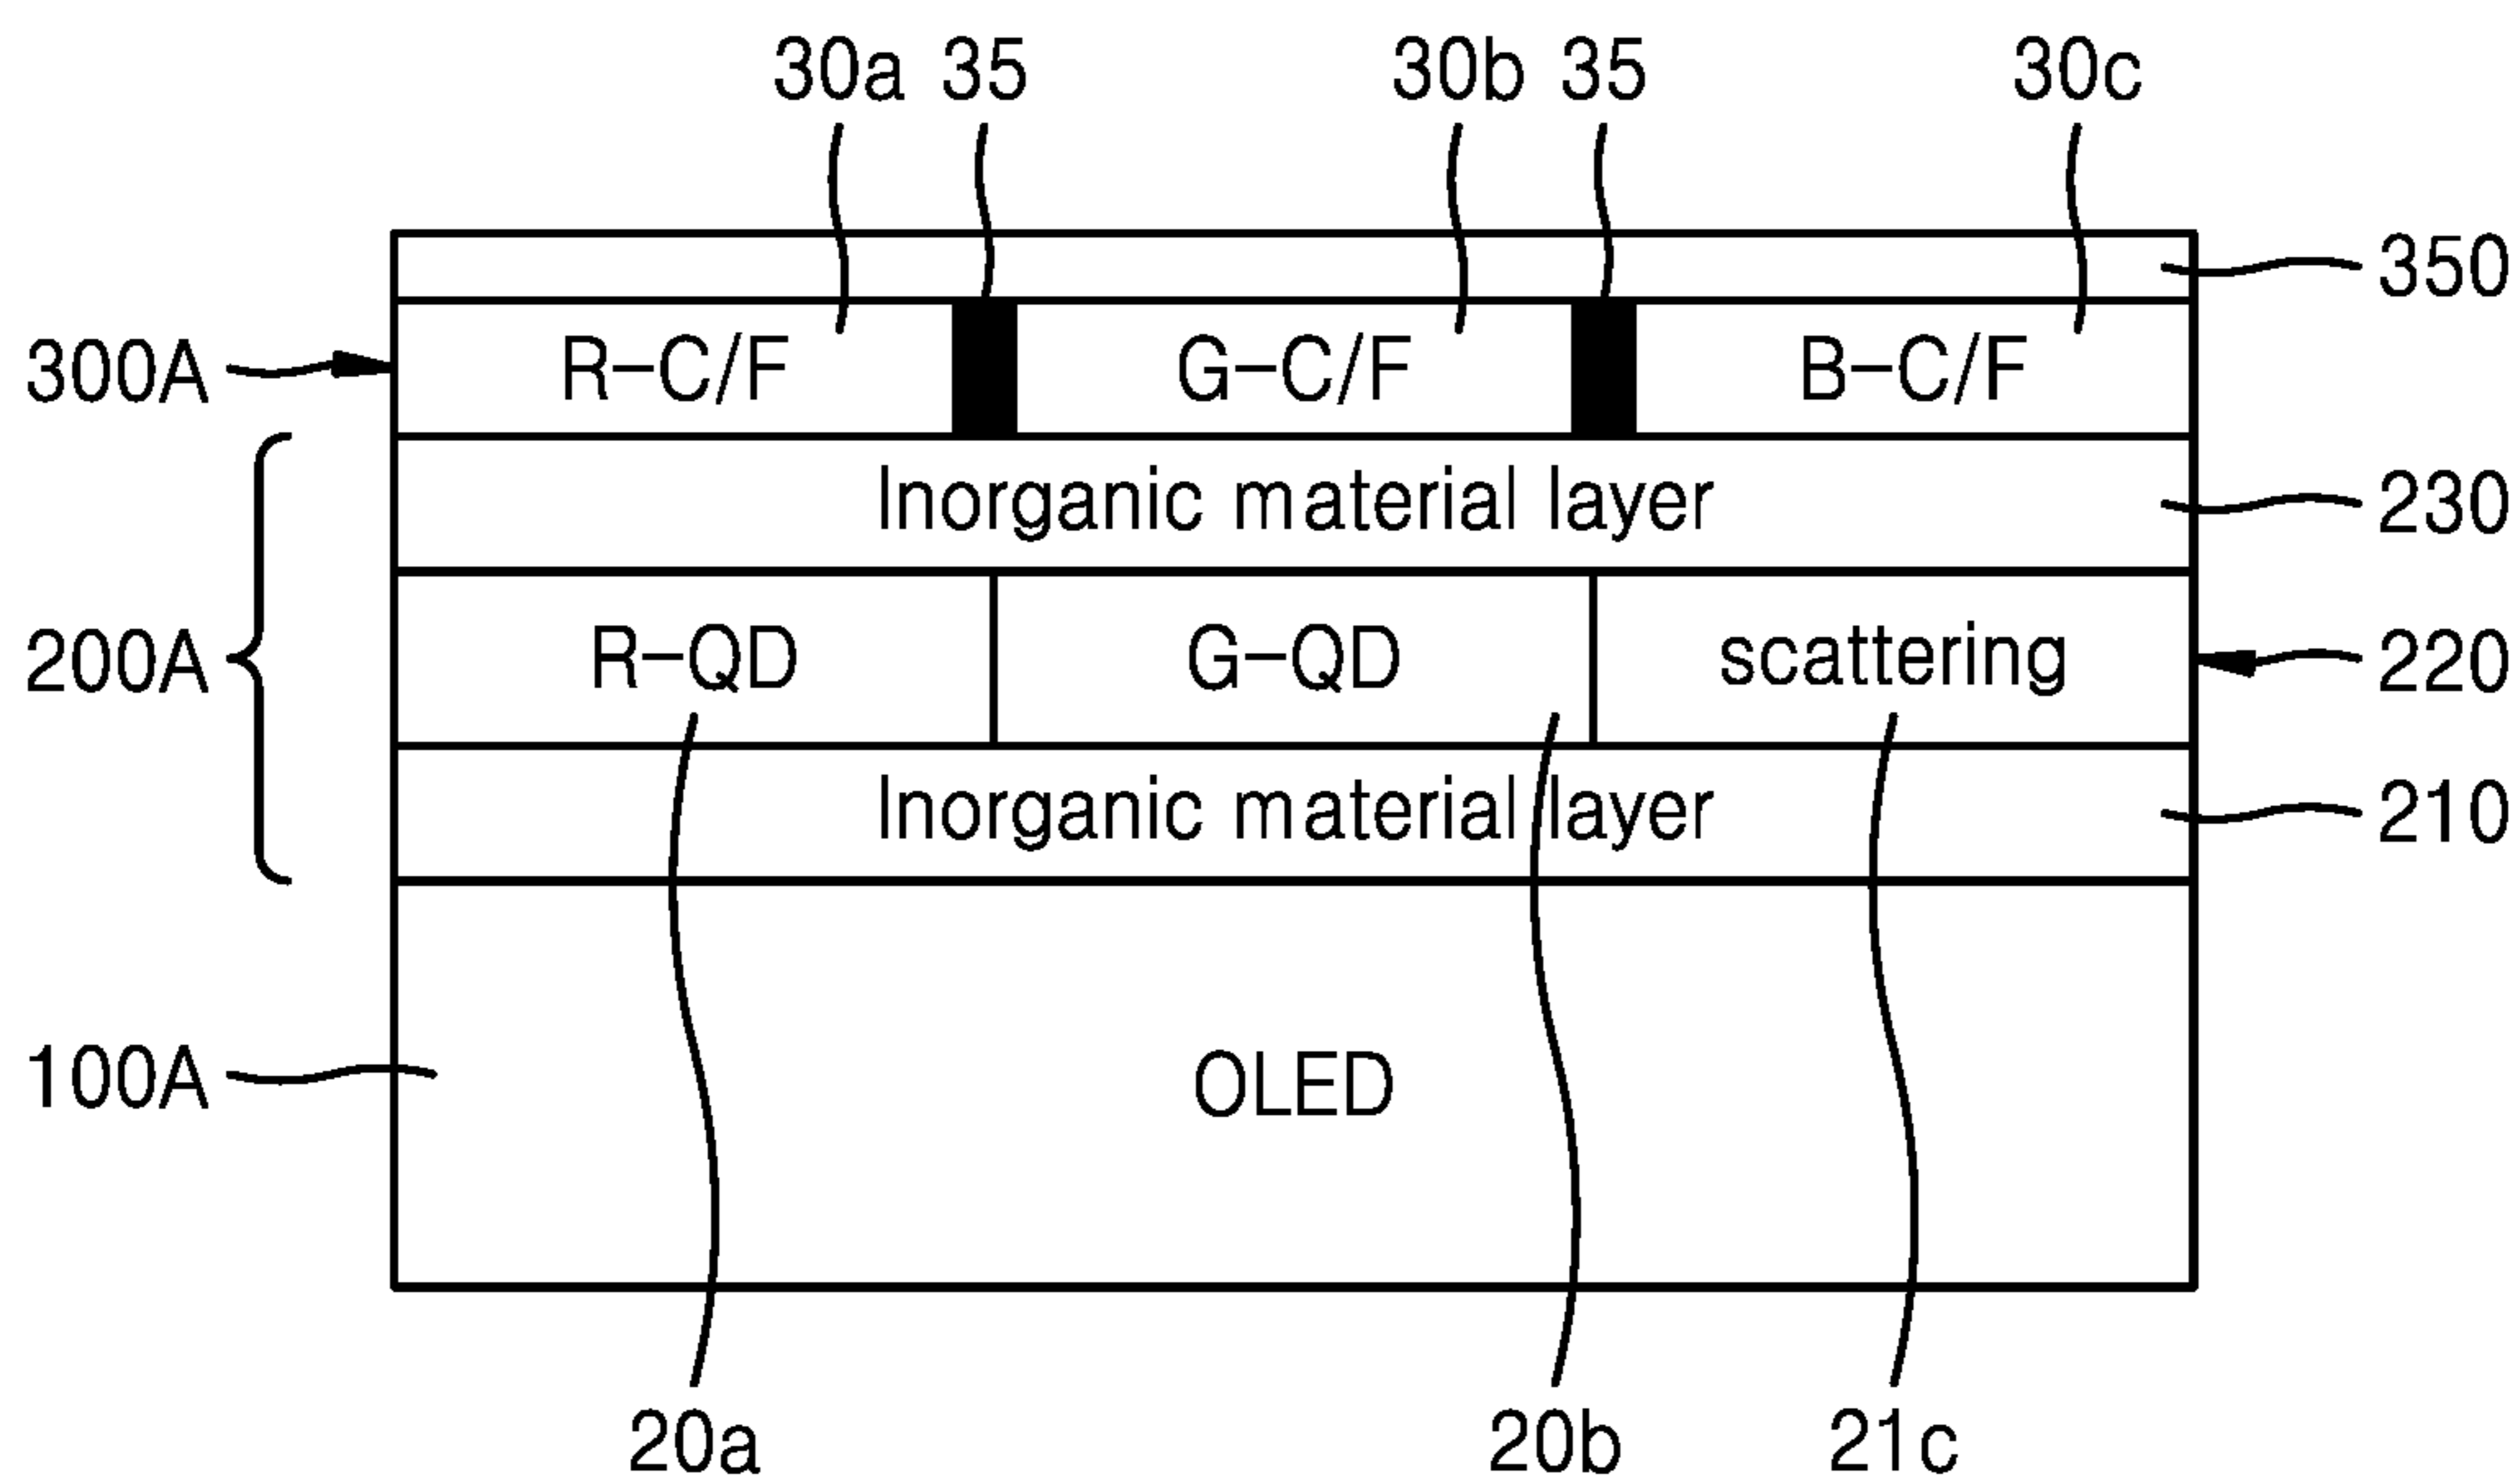 30a 35 30b 35 30c
350
300A R–C/F G–C/F B–C/F
Inorganic material layer 230
200A R–QD G–QD scattering 220
Inorganic material layer 210
100A OLED
20a 20b 21c